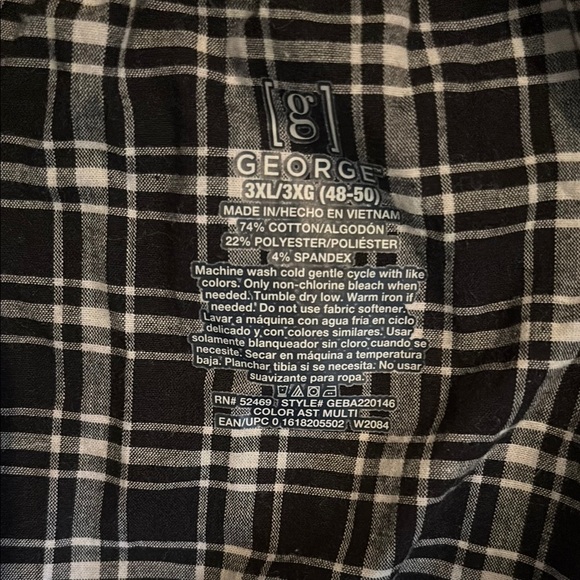 [g]
GEORGE
3XL/3XG (48-50)
MADE IN/HECHO EN VIETNAM
74% COTTON/ALGODÓN
22% POLYESTER/POLIÉSTER
4% SPANDEX
Machine wash cold gentle cycle with like
colors. Only non-chlorine bleach when
needed. Tumble dry low. Warm iron if
needed. Do not use fabric softener.
Lavar a máquina con agua fría en ciclo
delicado y con colores similares. Usar
solamente blanqueador sin cloro cuando se
necesite. Secar en máquina a temperatura
baja. Planchar tibia si se necesita. No usar
suavizante para ropa.
RN# 52469 STYLE# GEBA220146
COLOR AST MULTI
EAN/UPC 0 1618205502 W2084